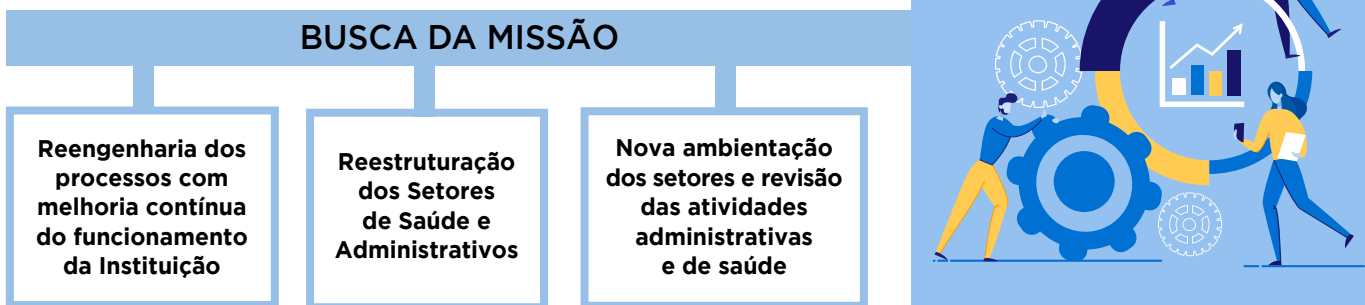 BUSCA DA MISSÃO
Reengenharia dos
processos com
melhoria contínua
do funcionamento
da Instituição
Reestruturação
dos Setores
de Saúde e
Administrativos
Nova ambientação
dos setores e revisão
das atividades
administrativas
e de saúde